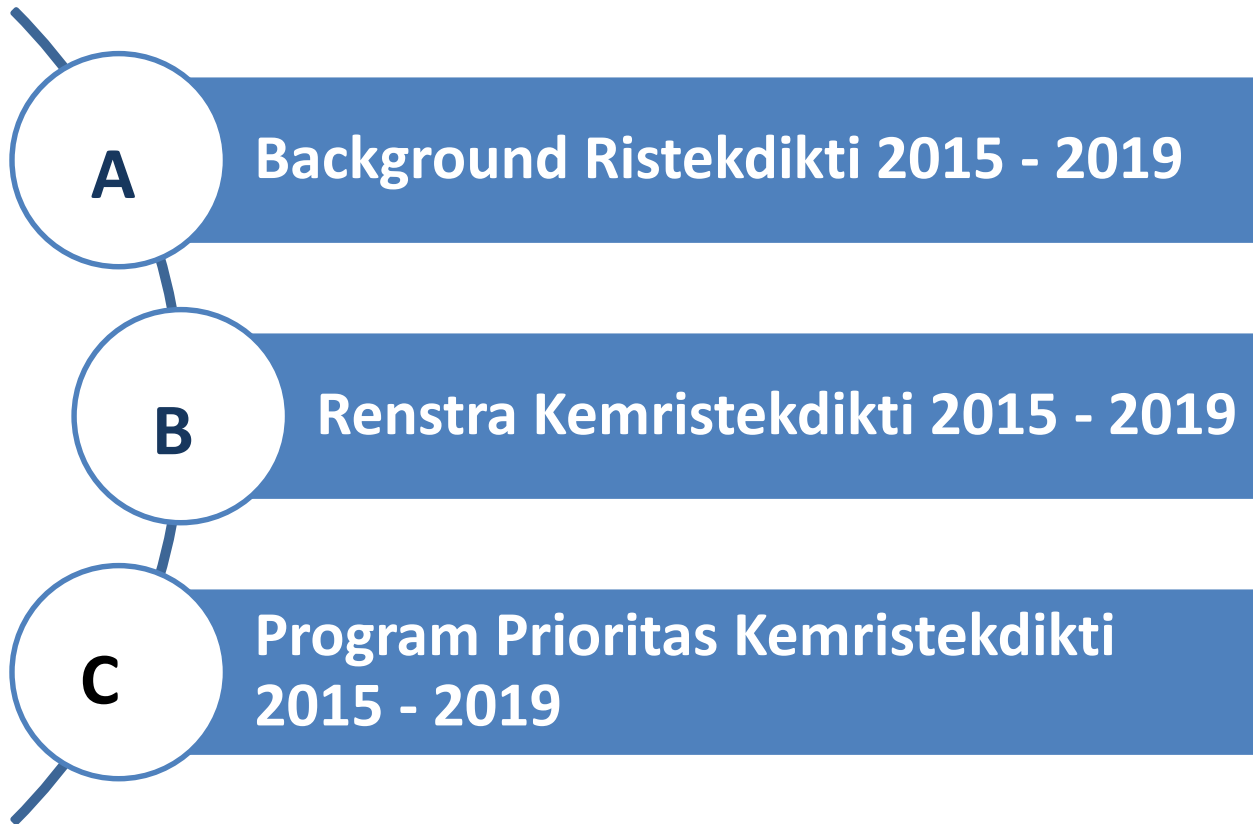 A
Background Ristekdikti 2015 - 2019
B
Renstra Kemristekdikti 2015 - 2019
C
Program Prioritas Kemristekdikti
2015 - 2019